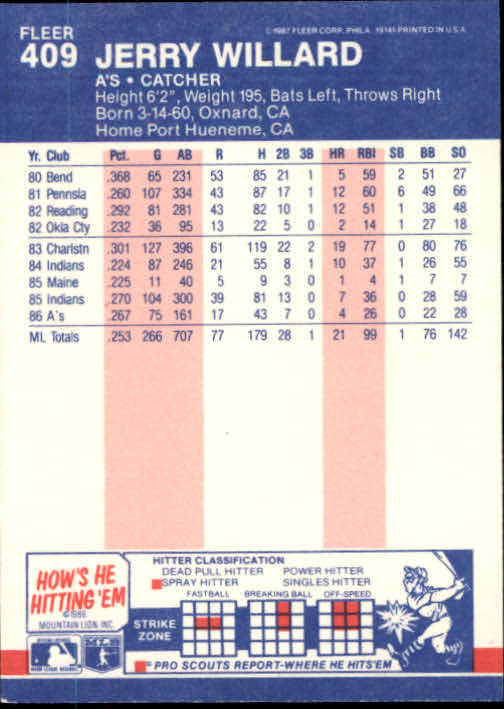 FLEER
409 JERRY WILLARD
©1987 FLEER CORP., PHILA. 19141 PRINTED IN U.S.A.
A'S • CATCHER
Height 6'2", Weight 195, Bats Left, Throws Right
Born 3-14-60, Oxnard, CA
Home Port Hueneme, CA
Yr. Club Pct. G AB R H 2B 3B HR RBI SB BB SO
80 Bend .368 65 231 53 85 21 1 5 59 2 51 27
81 Pennsla .260 107 334 43 87 17 1 12 60 6 49 66
82 Reading .292 81 281 43 82 10 1 12 51 1 38 48
82 Okla Cty .232 36 95 13 22 5 0 2 14 1 27 18
83 Charlstn .301 127 396 61 119 22 2 19 77 0 80 76
84 Indians .224 87 246 21 55 8 1 10 37 1 26 55
85 Maine .225 11 40 5 9 3 0 1 4 1 7 7
85 Indians .270 104 300 39 81 13 0 7 36 0 28 59
86 A's .267 75 161 17 43 7 0 4 26 0 22 28
ML Totals .253 266 707 77 179 28 1 21 99 1 76 142
HOW'S HE
HITTING 'EM
©1986
MOUNTAIN LION INC.
HITTER CLASSIFICATION
DEAD PULL HITTER POWER HITTER
SPRAY HITTER SINGLES HITTER
FASTBALL BREAKING BALL OFF-SPEED
STRIKE
ZONE
= PRO SCOUTS REPORT-WHERE HE HITS'EM